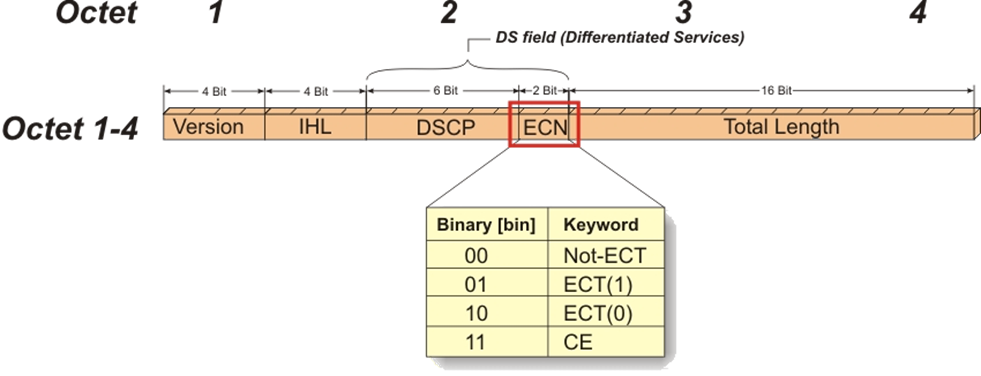 Octet 1 2 3 4
DS field (Differentiated Services)
4 Bit 4 Bit 6 Bit 2 Bit 16 Bit
Octet 1-4 Version IHL DSCP ECN Total Length
Binary [bin] Keyword
00 Not-ECT
01 ECT(1)
10 ECT(0)
11 CE